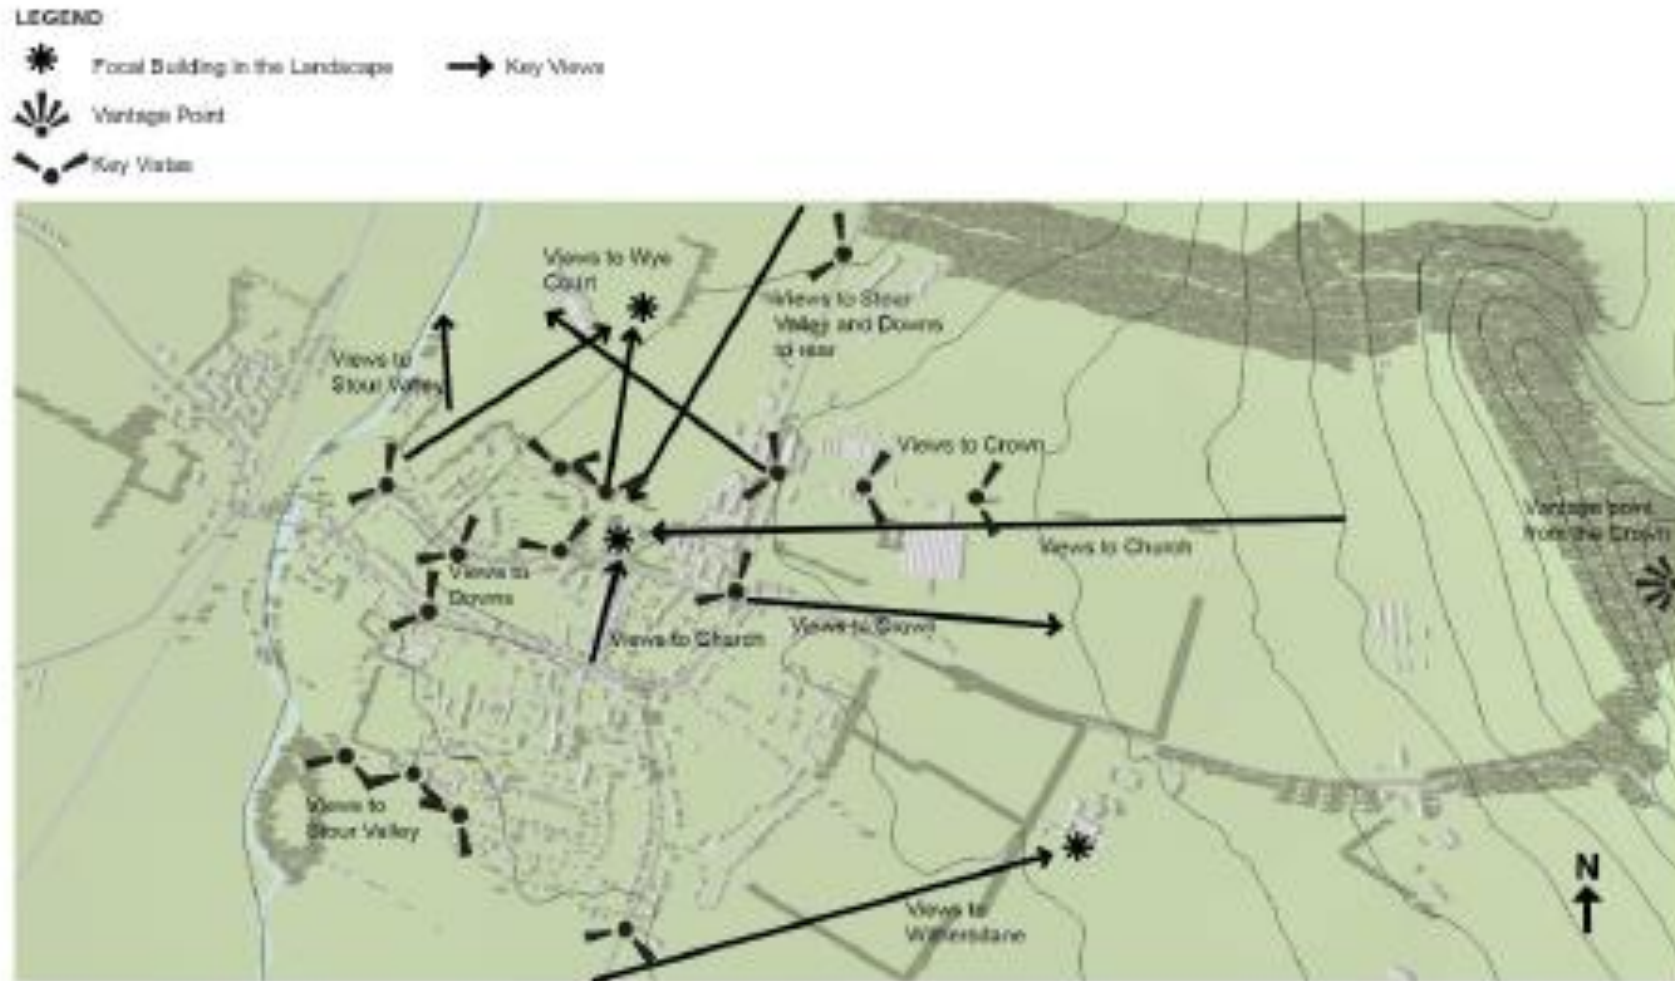 LEGEND
Focal Building in the Landscape
Key Views
Vantage Point
Key Vistas
Views to Wye
Court
Views to Stour
Valley and Downs
to rear
Views to
Stour Valley
Views to Crown
Vantage point
from the Crown
Views to Church
Views to
Downs
Views to Church
Views to Crown
Views to
Stour Valley
N
Views to
Withersdane